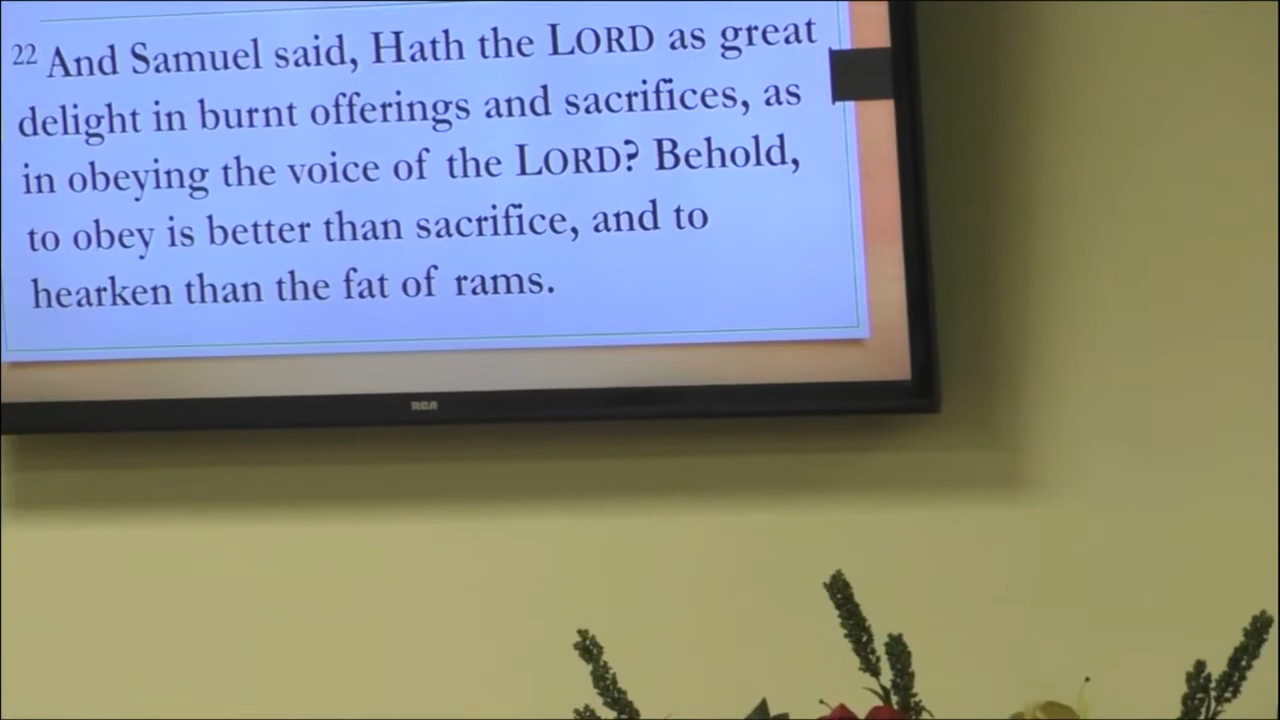 22 And Samuel said, Hath the LORD as great
delight in burnt offerings and sacrifices, as
in obeying the voice of the LORD? Behold,
to obey is better than sacrifice, and to
hearken than the fat of rams.
RCA